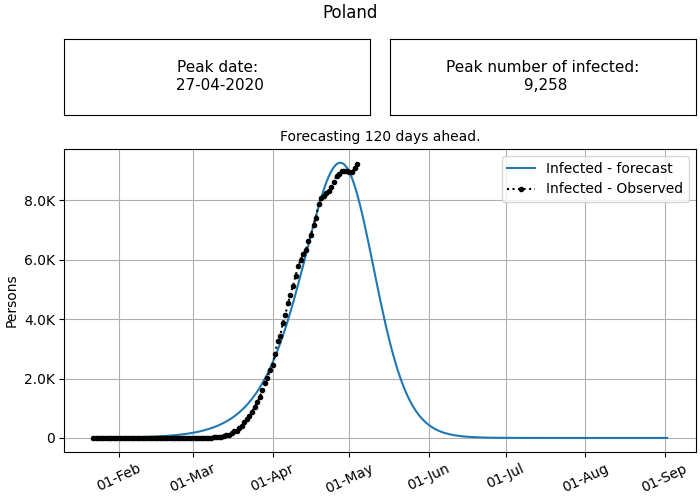 Poland
Peak date:
27-04-2020
Peak number of infected:
9,258
Forecasting 120 days ahead.
Infected - forecast
Infected - Observed
Persons
8.0K
6.0K
4.0K
2.0K
0
01-Feb
01-Mar
01-Apr
01-May
01-Jun
01-Jul
01-Aug
01-Sep